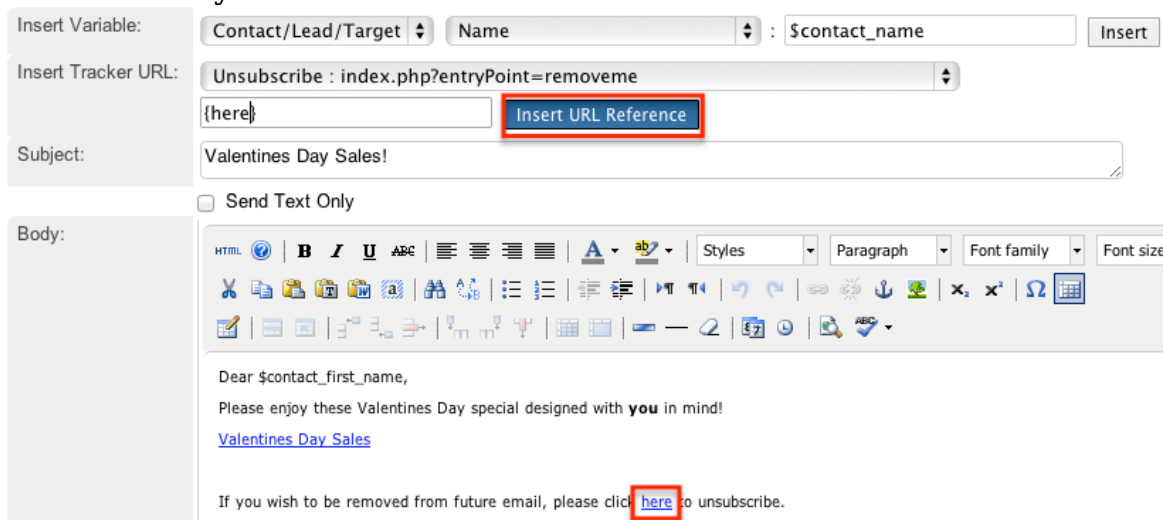 Insert Variable: Contact/Lead/Target Name : $contact_name Insert
Insert Tracker URL: Unsubscribe : index.php?entryPoint=removeme
{here} Insert URL Reference
Subject: Valentines Day Sales!
Send Text Only
Body:
HTML B I U ABC A ab Styles Paragraph Font family Font size
Dear $contact_first_name,
Please enjoy these Valentines Day special designed with you in mind!
Valentines Day Sales
If you wish to be removed from future email, please click here to unsubscribe.